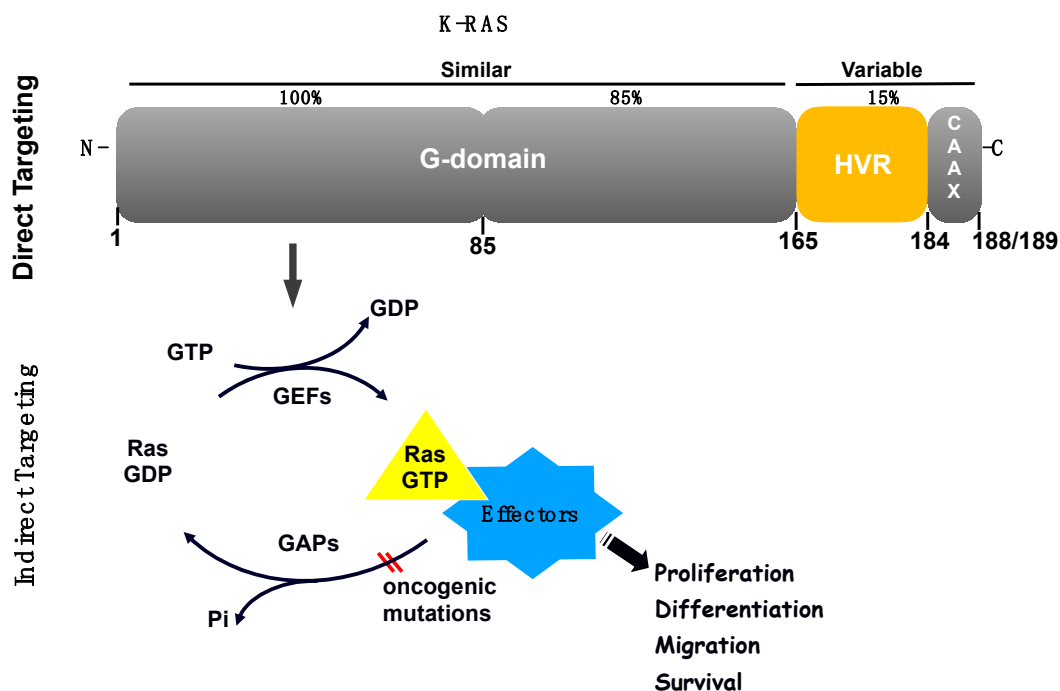 K-RAS
Similar
Variable
100%
85%
15%
N-
G-domain
HVR
C
A
A
X
-C
1
85
165
184
188/189
Direct Targeting
GDP
GTP
GEFs
Ras
GDP
Ras
GTP
Effectors
GAPs
oncogenic
mutations
Pi
Indirect Targeting
Proliferation
Differentiation
Migration
Survival